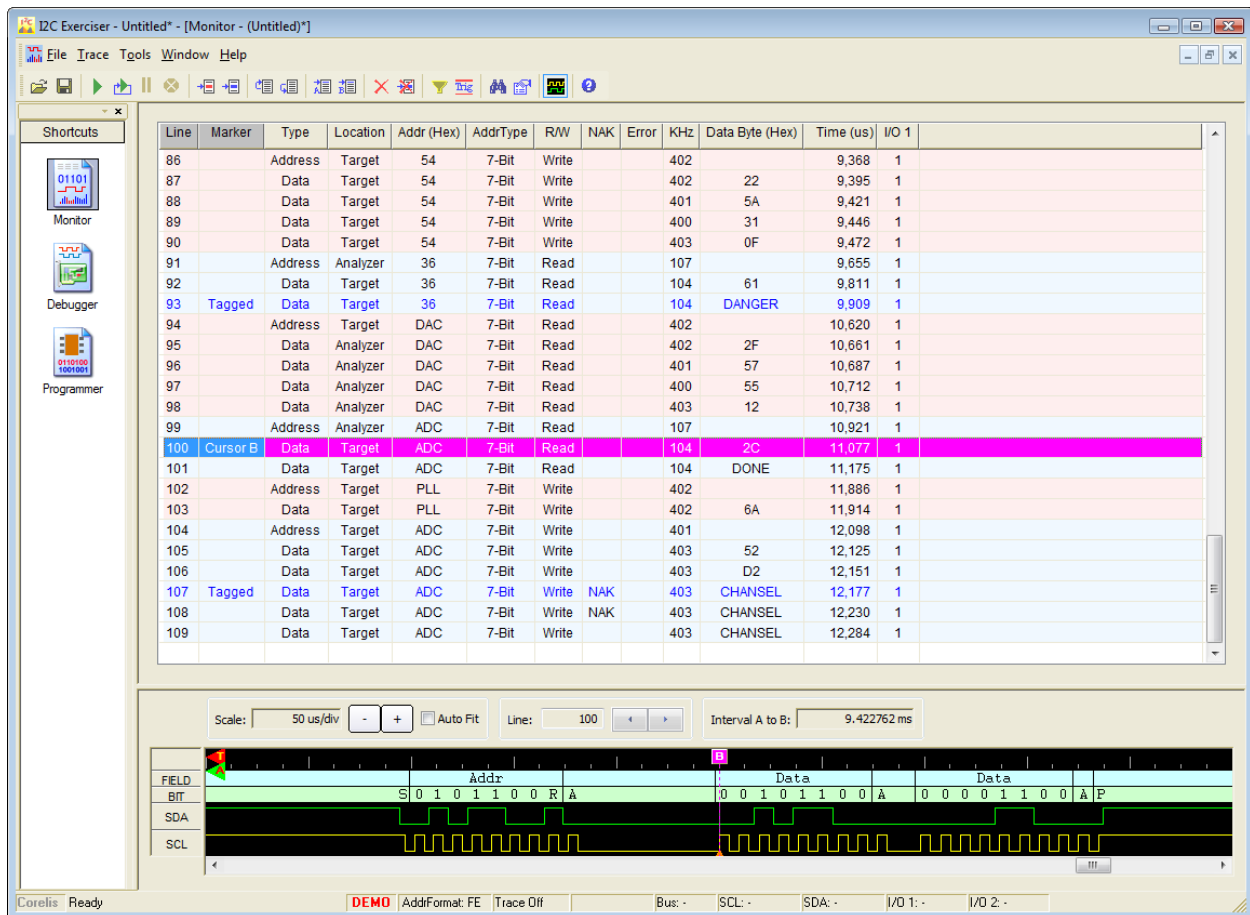 I2C Exerciser - Untitled* - [Monitor - (Untitled)*]
File Trace Tools Window Help
Shortcuts
Monitor
Debugger
Programmer
Line Marker Type Location Addr (Hex) AddrType R/W NAK Error KHz Data Byte (Hex) Time (us) I/O 1
86 Address Target 54 7-Bit Write 402 9,368 1
87 Data Target 54 7-Bit Write 402 22 9,395 1
88 Data Target 54 7-Bit Write 401 5A 9,421 1
89 Data Target 54 7-Bit Write 400 31 9,446 1
90 Data Target 54 7-Bit Write 403 0F 9,472 1
91 Address Analyzer 36 7-Bit Read 107 9,655 1
92 Data Target 36 7-Bit Read 104 61 9,811 1
93 Tagged Data Target 36 7-Bit Read 104 DANGER 9,909 1
94 Address Target DAC 7-Bit Read 402 10,620 1
95 Data Analyzer DAC 7-Bit Read 402 2F 10,661 1
96 Data Analyzer DAC 7-Bit Read 401 57 10,687 1
97 Data Analyzer DAC 7-Bit Read 400 55 10,712 1
98 Data Analyzer DAC 7-Bit Read 403 12 10,738 1
99 Address Analyzer ADC 7-Bit Read 107 10,921 1
100 Cursor B Data Target ADC 7-Bit Read 104 2C 11,077 1
101 Data Target ADC 7-Bit Read 104 DONE 11,175 1
102 Address Target PLL 7-Bit Write 402 11,886 1
103 Data Target PLL 7-Bit Write 402 6A 11,914 1
104 Address Target ADC 7-Bit Write 401 12,098 1
105 Data Target ADC 7-Bit Write 403 52 12,125 1
106 Data Target ADC 7-Bit Write 403 D2 12,151 1
107 Tagged Data Target ADC 7-Bit Write NAK 403 CHANSEL 12,177 1
108 Data Target ADC 7-Bit Write NAK 403 CHANSEL 12,230 1
109 Data Target ADC 7-Bit Write 403 CHANSEL 12,284 1
Scale: 50 us/div - + Auto Fit Line: 100 Interval A to B: 9.422762 ms
T B
A
FIELD Addr Data Data
BIT S 0 1 0 1 1 0 0 R A 0 0 1 0 1 1 0 0 A 0 0 0 0 1 1 0 0 A P
SDA
SCL
Corelis Ready DEMO AddrFormat: FE Trace Off Bus: - SCL: - SDA: - I/O 1: - I/O 2: -